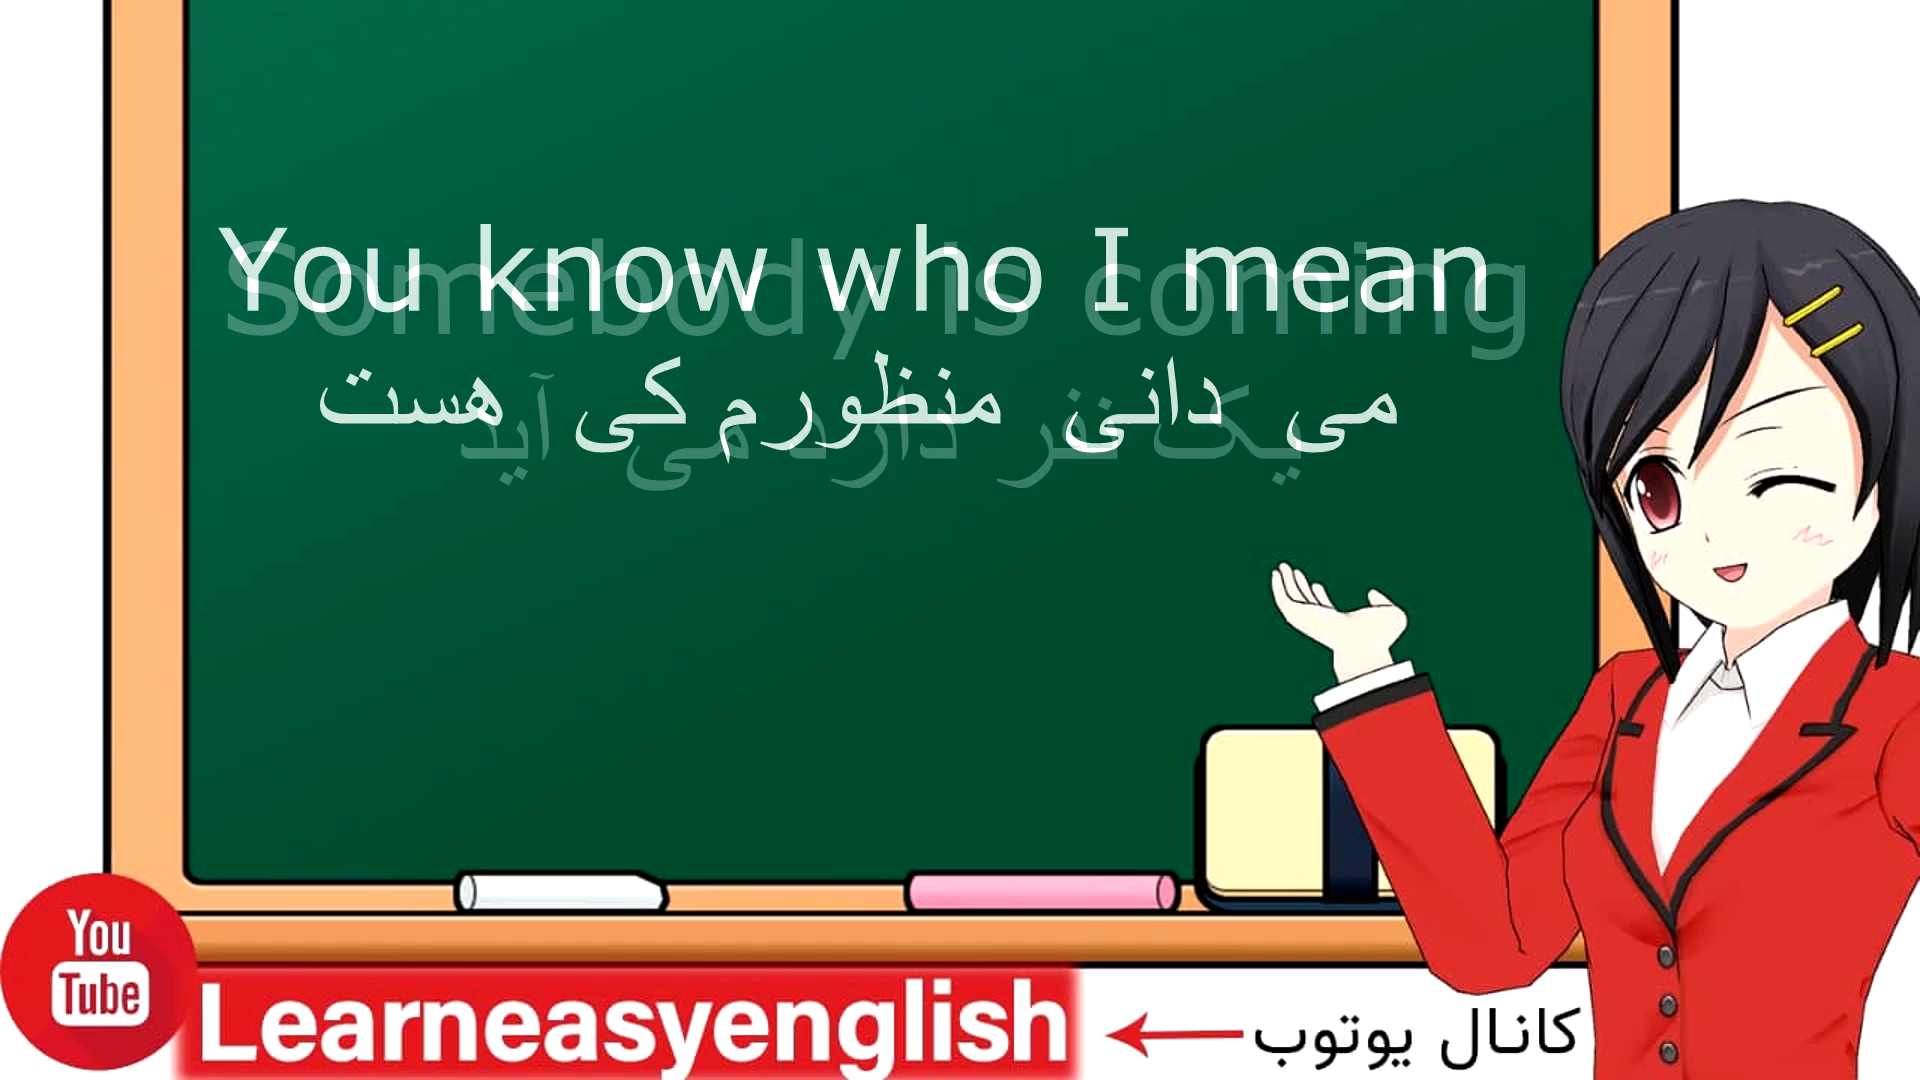 You know who I mean
Somebody is coming
می دانی منظورم کی هست
یک نفر دارد می آید
You
Tube
Learneasyenglish
کانال یوتوب